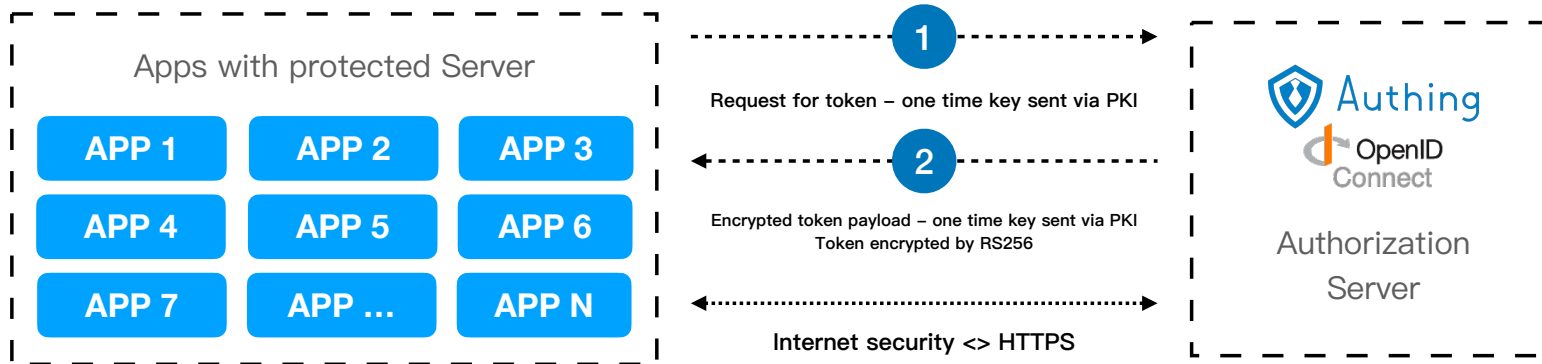 Apps with protected Server
APP 1
APP 2
APP 3
APP 4
APP 5
APP 6
APP 7
APP ...
APP N
1
Request for token – one time key sent via PKI
2
Encrypted token payload – one time key sent via PKI
Token encrypted by RS256
Internet security <> HTTPS
Authing
OpenID
Connect
Authorization
Server